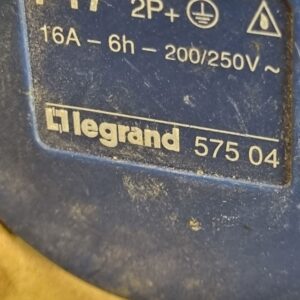 2P+
16A – 6h – 200/250V ~
legrand 575 04